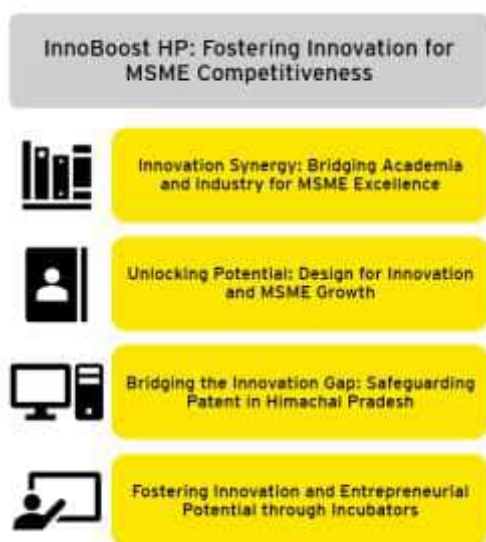 InnoBoost HP: Fostering Innovation for
MSME Competitiveness
Innovation Synergy: Bridging Academia
and Industry for MSME Excellence
Unlocking Potential: Design for Innovation
and MSME Growth
Bridging the Innovation Gap: Safeguarding
Patent in Himachal Pradesh
Fostering Innovation and Entrepreneurial
Potential through Incubators